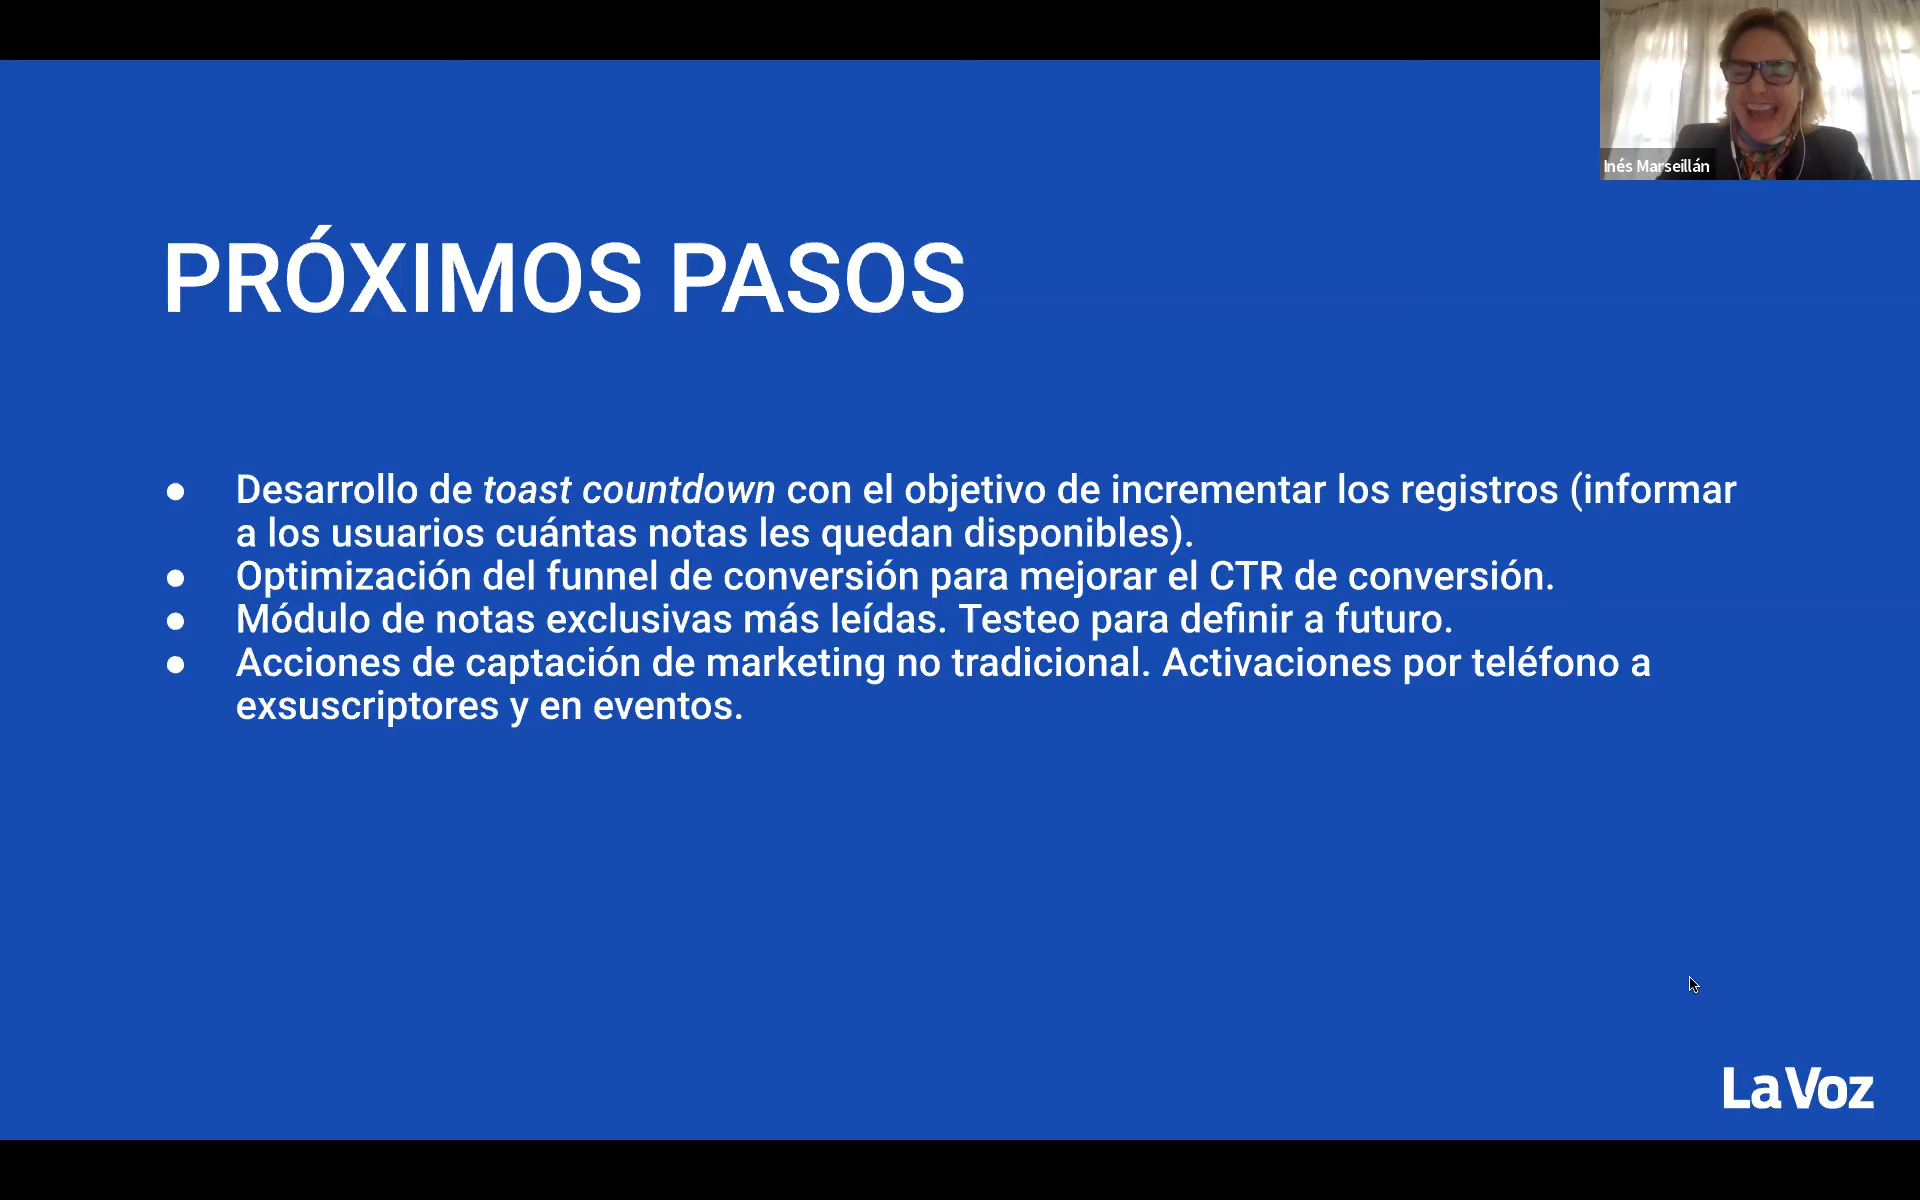 Inés Marseillán
PRÓXIMOS PASOS
● Desarrollo de toast countdown con el objetivo de incrementar los registros (informar
a los usuarios cuántas notas les quedan disponibles).
● Optimización del funnel de conversión para mejorar el CTR de conversión.
● Módulo de notas exclusivas más leídas. Testeo para definir a futuro.
● Acciones de captación de marketing no tradicional. Activaciones por teléfono a
exsuscriptores y en eventos.
La Voz